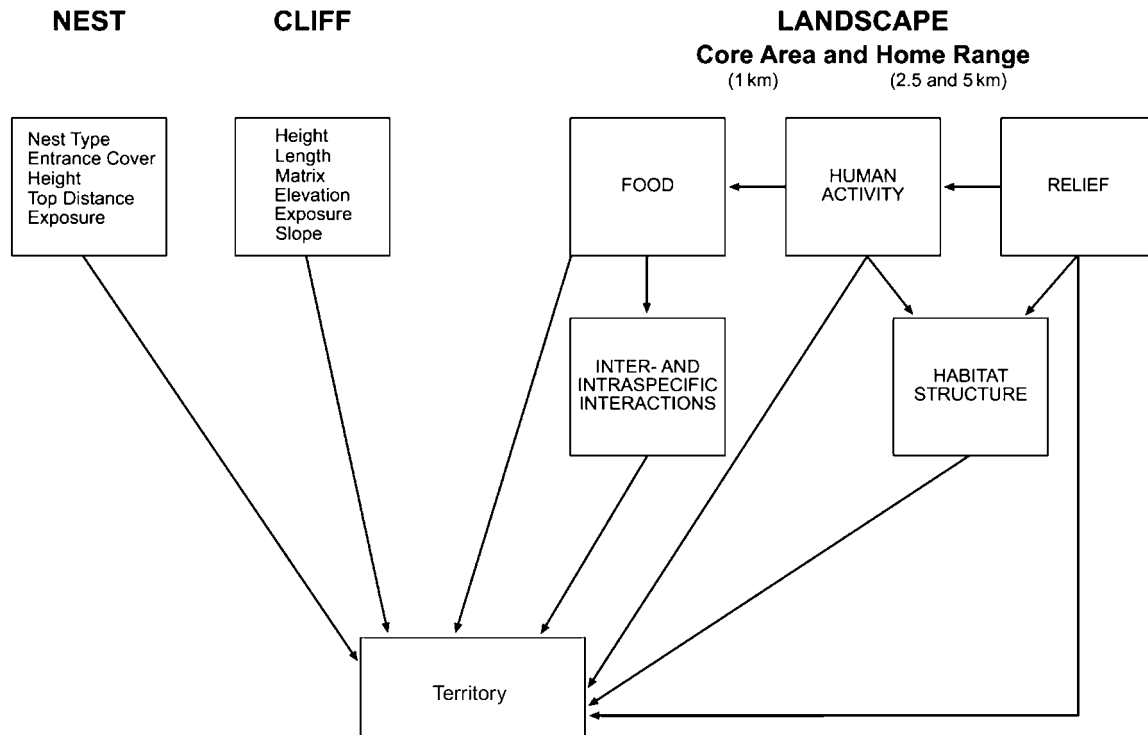 NEST
CLIFF
LANDSCAPE
Core Area and Home Range
(1 km)
(2.5 and 5 km)
Nest Type
Entrance Cover
Height
Top Distance
Exposure
Height
Length
Matrix
Elevation
Exposure
Slope
FOOD
HUMAN
ACTIVITY
RELIEF
INTER- AND
INTRASPECIFIC
INTERACTIONS
HABITAT
STRUCTURE
Territory